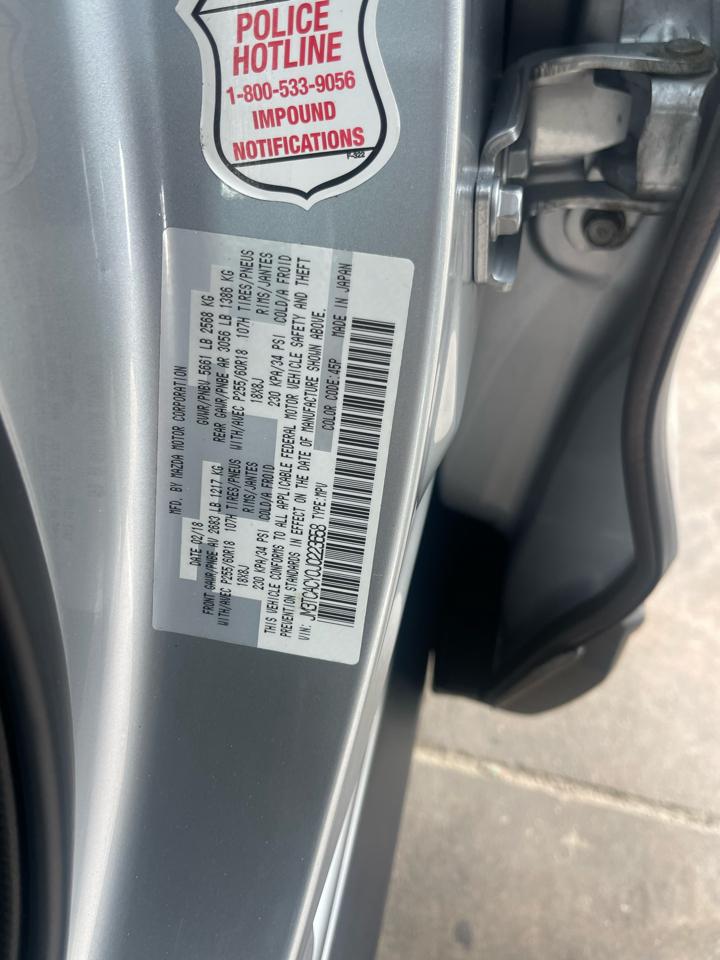 POLICE
HOTLINE
1-800-533-9056
IMPOUND
NOTIFICATIONS
MFD. BY MAZDA MOTOR CORPORATION
DATE 02/18 GVWR/PNBV 5661 LB 2568 KG
FRONT GAWR/PNBE AV 2683 LB 1217 KG REAR GAWR/PNBE AR 3056 LB 1386 KG
WITH/AVEC P255/60R18 107H TIRES/PNEUS WITH/AVEC P255/60R18 107H TIRES/PNEUS
18X8J RIMS/JANTES 18X8J RIMS/JANTES
230 KPA/34 PSI COLD/A FROID 230 KPA/34 PSI COLD/A FROID
THIS VEHICLE CONFORMS TO ALL APPLICABLE FEDERAL MOTOR VEHICLE SAFETY AND THEFT
PREVENTION STANDARDS IN EFFECT ON THE DATE OF MANUFACTURE SHOWN ABOVE.
VIN: JM3TCACY0J0223558 TYPE:MPV COLOR CODE:45P MADE IN JAPAN